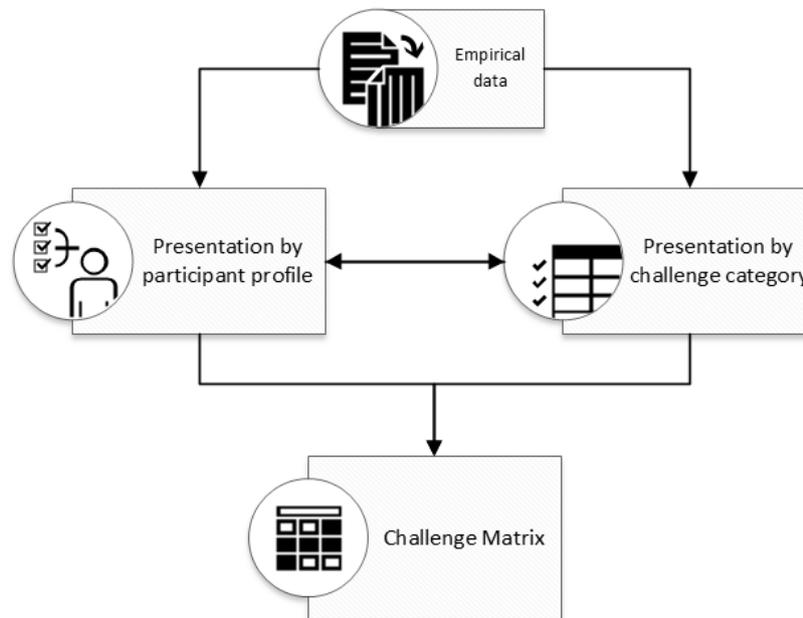 Empirical
data
Presentation by
participant profile
Presentation by
challenge category
Challenge Matrix